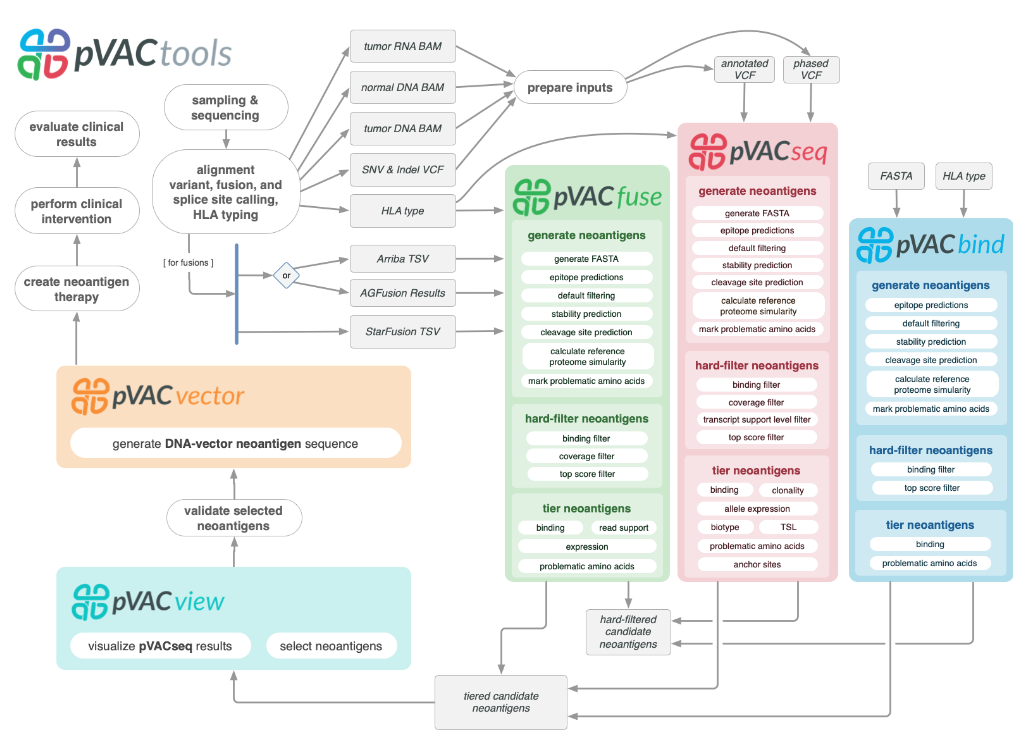 pVACtools
sampling &
sequencing
alignment
variant, fusion, and
splice site calling,
HLA typing
[ for fusions ]
or
evaluate clinical
results
perform clinical
intervention
create neoantigen
therapy
tumor RNA BAM
normal DNA BAM
tumor DNA BAM
SNV & Indel VCF
HLA type
Arriba TSV
AGFusion Results
StarFusion TSV
prepare inputs
annotated
VCF
phased
VCF
pVACfuse
generate neoantigens
generate FASTA
epitope predictions
default filtering
stability prediction
cleavage site prediction
calculate reference
proteome simularity
mark problematic amino acids
hard-filter neoantigens
binding filter
coverage filter
top score filter
tier neoantigens
binding
read support
expression
problematic amino acids
pVACseq
generate neoantigens
generate FASTA
epitope predictions
default filtering
stability prediction
cleavage site prediction
calculate reference
proteome simularity
mark problematic amino acids
hard-filter neoantigens
binding filter
coverage filter
transcript support level filter
top score filter
tier neoantigens
binding
clonality
allele expression
biotype
TSL
problematic amino acids
anchor sites
FASTA
HLA type
pVACbind
generate neoantigens
epitope predictions
default filtering
stability prediction
cleavage site prediction
calculate reference
proteome simularity
mark problematic amino acids
hard-filter neoantigens
binding filter
top score filter
tier neoantigens
binding
problematic amino acids
hard-filtered
candidate
neoantigens
tiered candidate
neoantigens
pVACview
visualize pVACseq results
select neoantigens
validate selected
neoantigens
pVACvector
generate DNA-vector neoantigen sequence